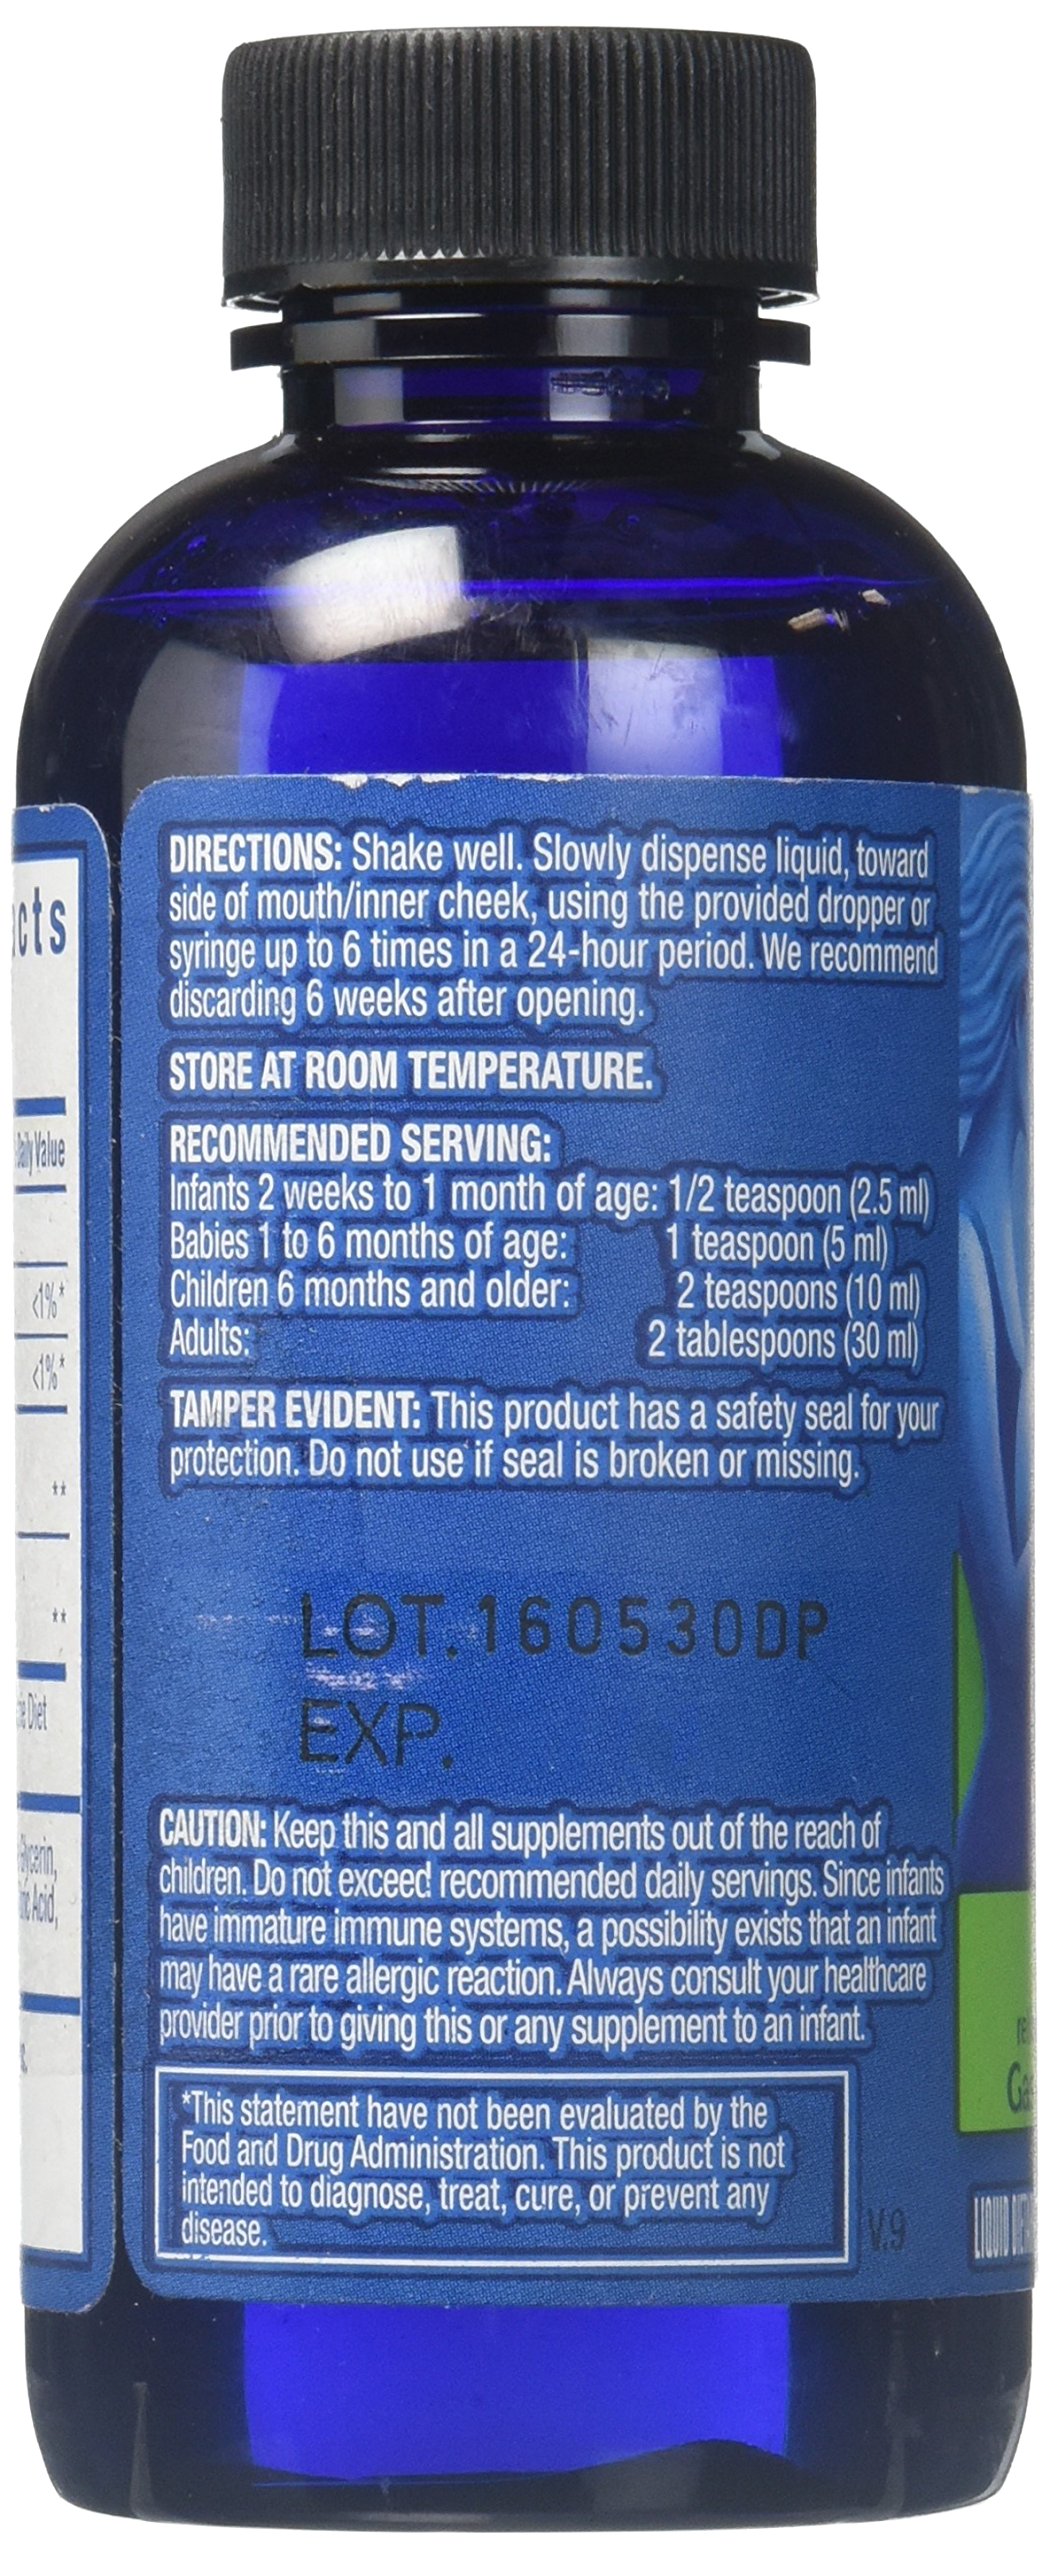 DIRECTIONS: Shake well. Slowly dispense liquid, toward
side of mouth/inner cheek, using the provided dropper or
syringe up to 6 times in a 24-hour period. We recommend
discarding 6 weeks after opening.
STORE AT ROOM TEMPERATURE.
RECOMMENDED SERVING:
Infants 2 weeks to 1 month of age: 1/2 teaspoon (2.5 ml)
Babies 1 to 6 months of age: 1 teaspoon (5 ml)
Children 6 months and older: 2 teaspoons (10 ml)
Adults: 2 tablespoons (30 ml)
TAMPER EVIDENT: This product has a safety seal for your
protection. Do not use if seal is broken or missing.
LOT.160530DP
EXP.
CAUTION: Keep this and all supplements out of the reach of
children. Do not exceed recommended daily servings. Since infants
have immature immune systems, a possibility exists that an infant
may have a rare allergic reaction. Always consult your healthcare
provider prior to giving this or any supplement to an infant.
*This statement have not been evaluated by the
Food and Drug Administration. This product is not
intended to diagnose, treat, cure, or prevent any
disease.
V.9
Daily Value
<1%*
<1%*
**
**
Diet
Glycerin,
Acid,
LIQUID